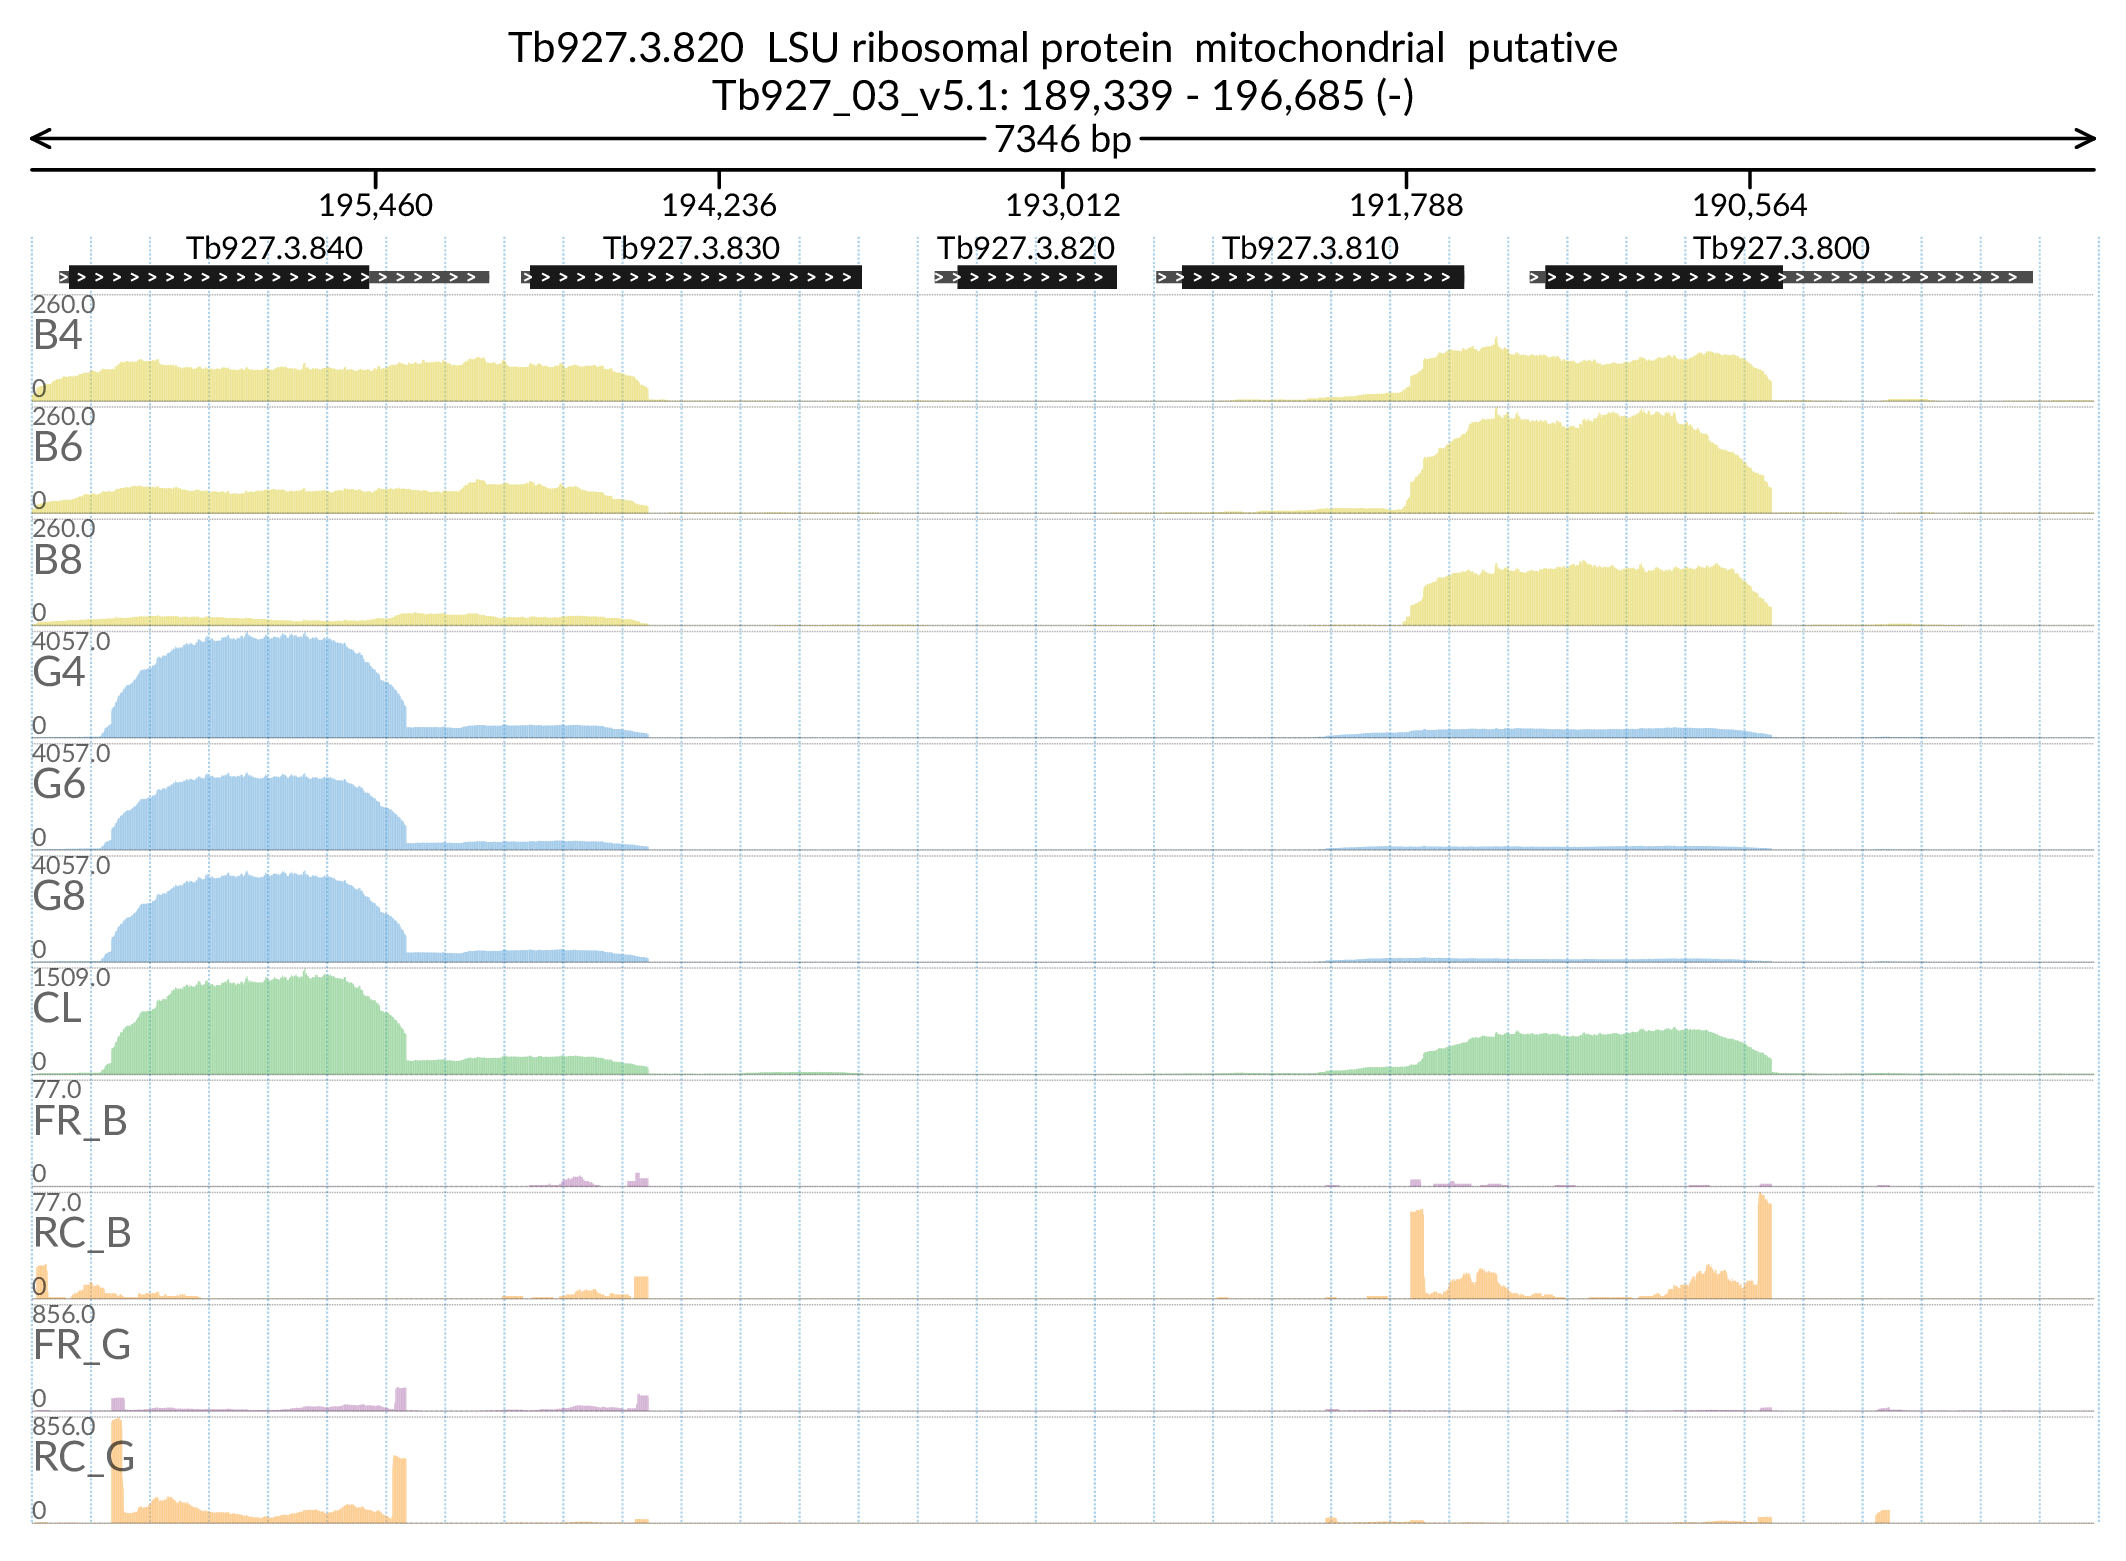 Tb927.3.820  LSU ribosomal protein  mitochondrial  putative
Tb927_03_v5.1: 189,339 - 196,685 (-)
7346 bp
195,460 194,236 193,012 191,788 190,564
Tb927.3.840 Tb927.3.830 Tb927.3.820 Tb927.3.810 Tb927.3.800
260.0
B4
0
260.0
B6
0
260.0
B8
0
4057.0
G4
0
4057.0
G6
0
4057.0
G8
0
1509.0
CL
0
77.0
FR_B
0
77.0
RC_B
0
856.0
FR_G
0
856.0
RC_G
0